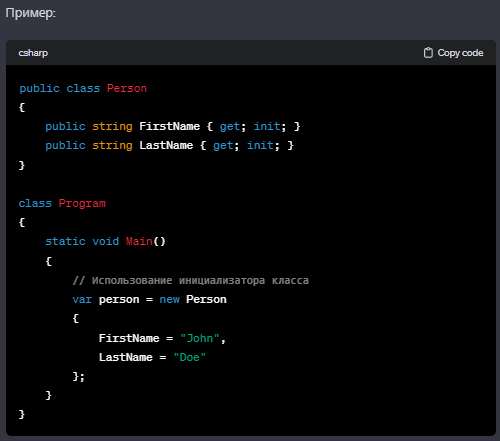 Пример:
csharp
Copy code
public class Person
{
    public string FirstName { get; init; }
    public string LastName { get; init; }
}
class Program
{
    static void Main()
    {
        // Использование инициализатора класса
        var person = new Person
        {
            FirstName = "John",
            LastName = "Doe"
        };
    }
}